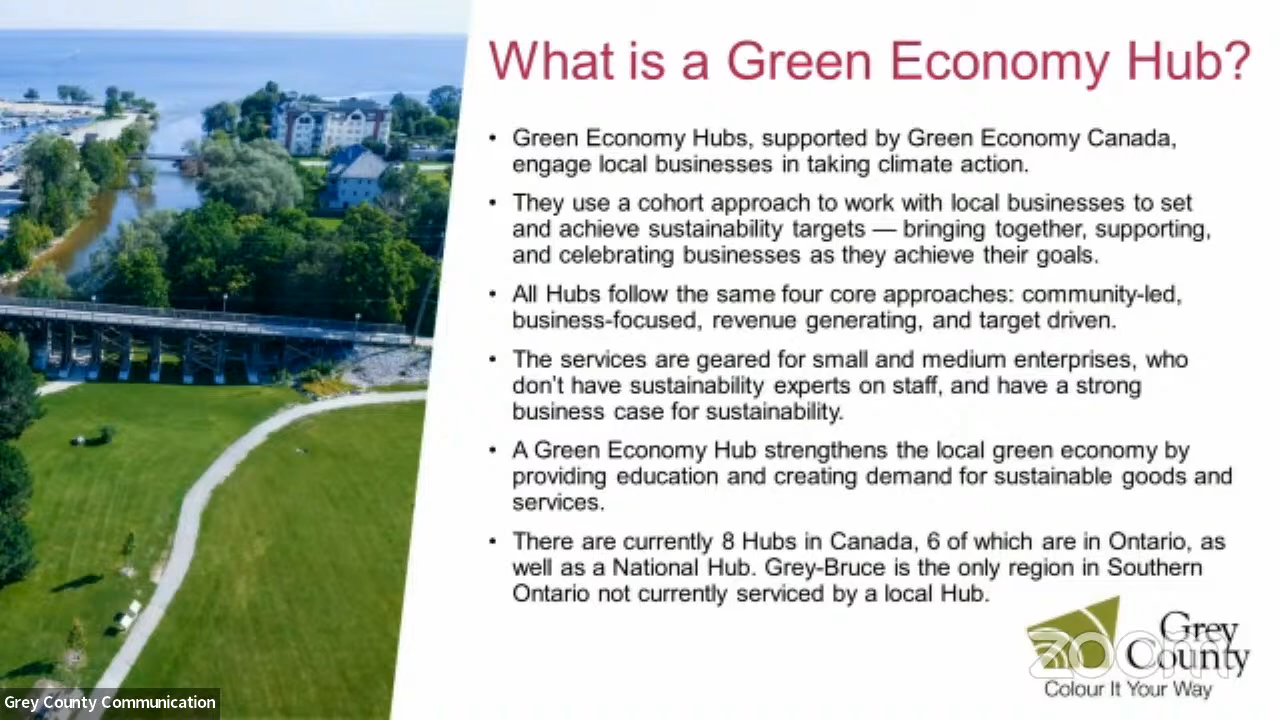 What is a Green Economy Hub?
• Green Economy Hubs, supported by Green Economy Canada,
engage local businesses in taking climate action.
• They use a cohort approach to work with local businesses to set
and achieve sustainability targets — bringing together, supporting,
and celebrating businesses as they achieve their goals.
• All Hubs follow the same four core approaches: community-led,
business-focused, revenue generating, and target driven.
• The services are geared for small and medium enterprises, who
don't have sustainability experts on staff, and have a strong
business case for sustainability.
• A Green Economy Hub strengthens the local green economy by
providing education and creating demand for sustainable goods and
services.
• There are currently 8 Hubs in Canada, 6 of which are in Ontario, as
well as a National Hub. Grey-Bruce is the only region in Southern
Ontario not currently serviced by a local Hub.
Grey
County
zoom
Colour It Your Way
Grey County Communication